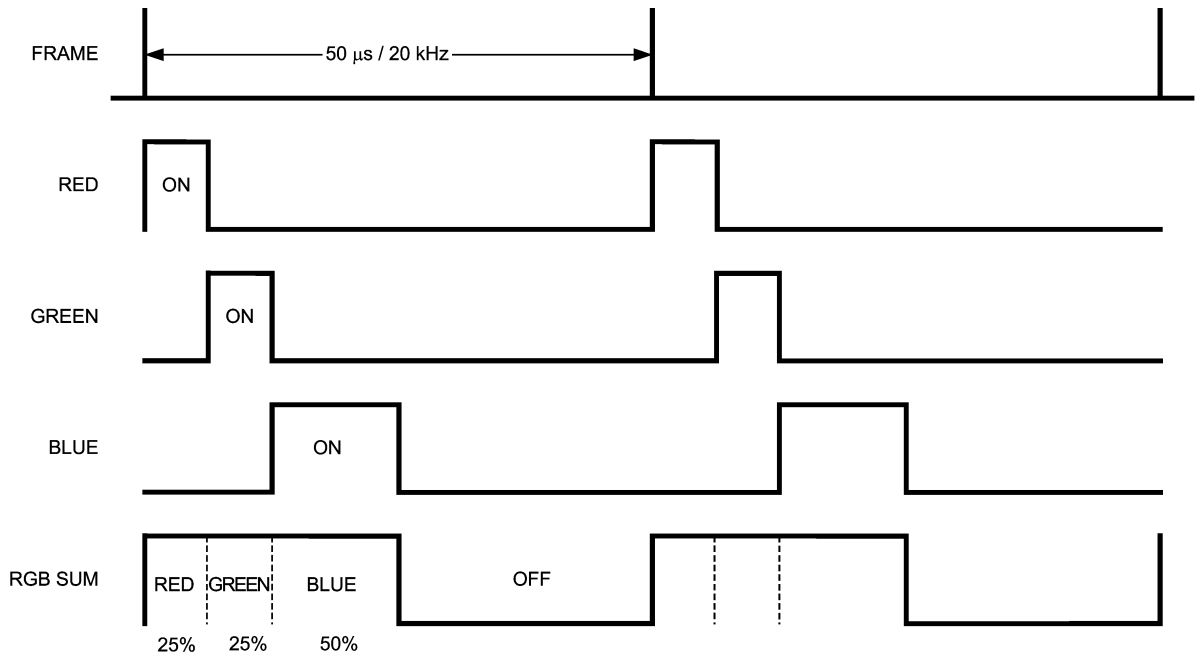 FRAME
50 μs / 20 kHz
RED
ON
GREEN
ON
BLUE
ON
RGB SUM
RED
GREEN
BLUE
OFF
25%
25%
50%